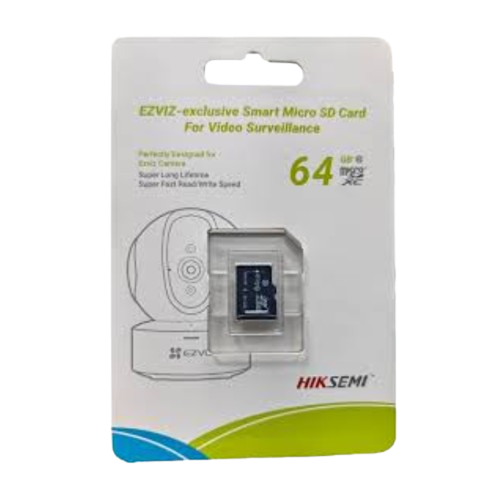 EZVIZ-exclusive Smart Micro SD Card
For Video Surveillance
Perfectly Designed for
Ezviz Camera
Super Long Lifetime
Super Fast Read/Write Speed
64 GB
micro
XC
EZVIZ
HIKSEMI